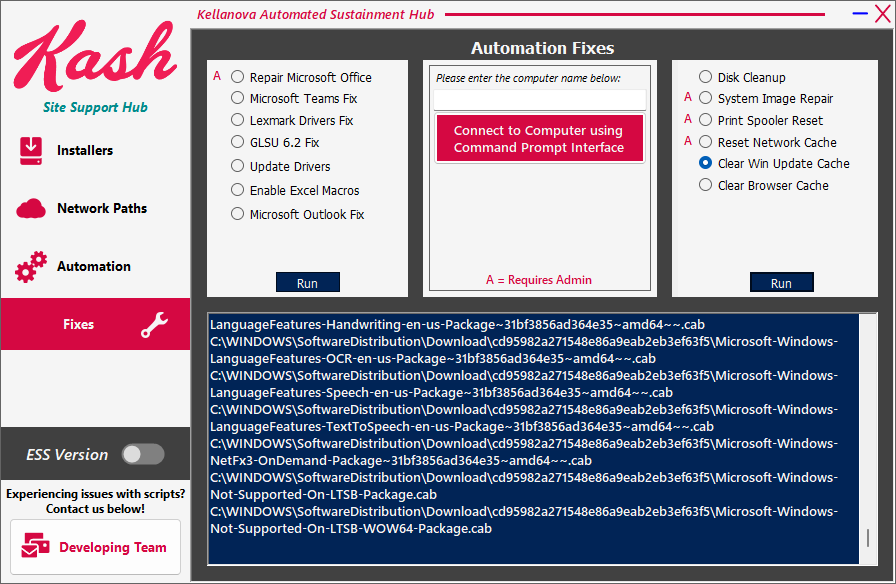 Kellanova Automated Sustainment Hub
Kash
Site Support Hub
Installers
Network Paths
Automation
Fixes
ESS Version
Experiencing issues with scripts?
Contact us below!
Developing Team
Automation Fixes
A Repair Microsoft Office
Microsoft Teams Fix
Lexmark Drivers Fix
GLSU 6.2 Fix
Update Drivers
Enable Excel Macros
Microsoft Outlook Fix
Run
Please enter the computer name below:
Connect to Computer using
Command Prompt Interface
A = Requires Admin
Disk Cleanup
A System Image Repair
A Print Spooler Reset
A Reset Network Cache
Clear Win Update Cache
Clear Browser Cache
Run
LanguageFeatures-Handwriting-en-us-Package~31bf3856ad364e35~amd64~~.cab
C:\WINDOWS\SoftwareDistribution\Download\cd95982a271548e86a9eab2eb3ef63f5\Microsoft-Windows-
LanguageFeatures-OCR-en-us-Package~31bf3856ad364e35~amd64~~.cab
C:\WINDOWS\SoftwareDistribution\Download\cd95982a271548e86a9eab2eb3ef63f5\Microsoft-Windows-
LanguageFeatures-Speech-en-us-Package~31bf3856ad364e35~amd64~~.cab
C:\WINDOWS\SoftwareDistribution\Download\cd95982a271548e86a9eab2eb3ef63f5\Microsoft-Windows-
LanguageFeatures-TextToSpeech-en-us-Package~31bf3856ad364e35~amd64~~.cab
C:\WINDOWS\SoftwareDistribution\Download\cd95982a271548e86a9eab2eb3ef63f5\Microsoft-Windows-
NetFx3-OnDemand-Package~31bf3856ad364e35~amd64~~.cab
C:\WINDOWS\SoftwareDistribution\Download\cd95982a271548e86a9eab2eb3ef63f5\Microsoft-Windows-
Not-Supported-On-LTSB-Package.cab
C:\WINDOWS\SoftwareDistribution\Download\cd95982a271548e86a9eab2eb3ef63f5\Microsoft-Windows-
Not-Supported-On-LTSB-WOW64-Package.cab